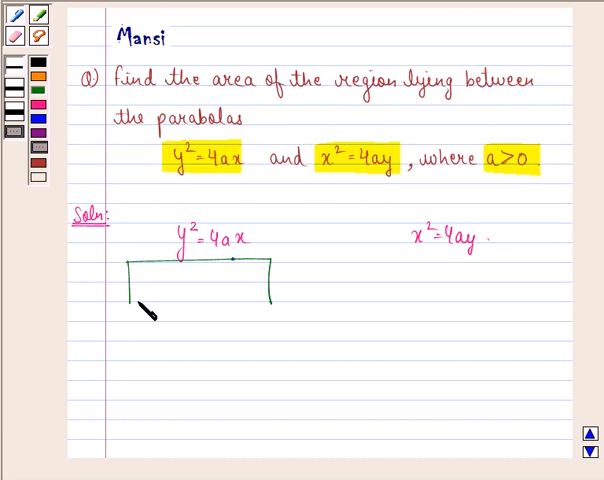 Mansi
Q) Find the area of the region lying between
the parabolas
y²=4ax and x²=4ay, where a>0.
Soln:
y²=4ax x²=4ay.